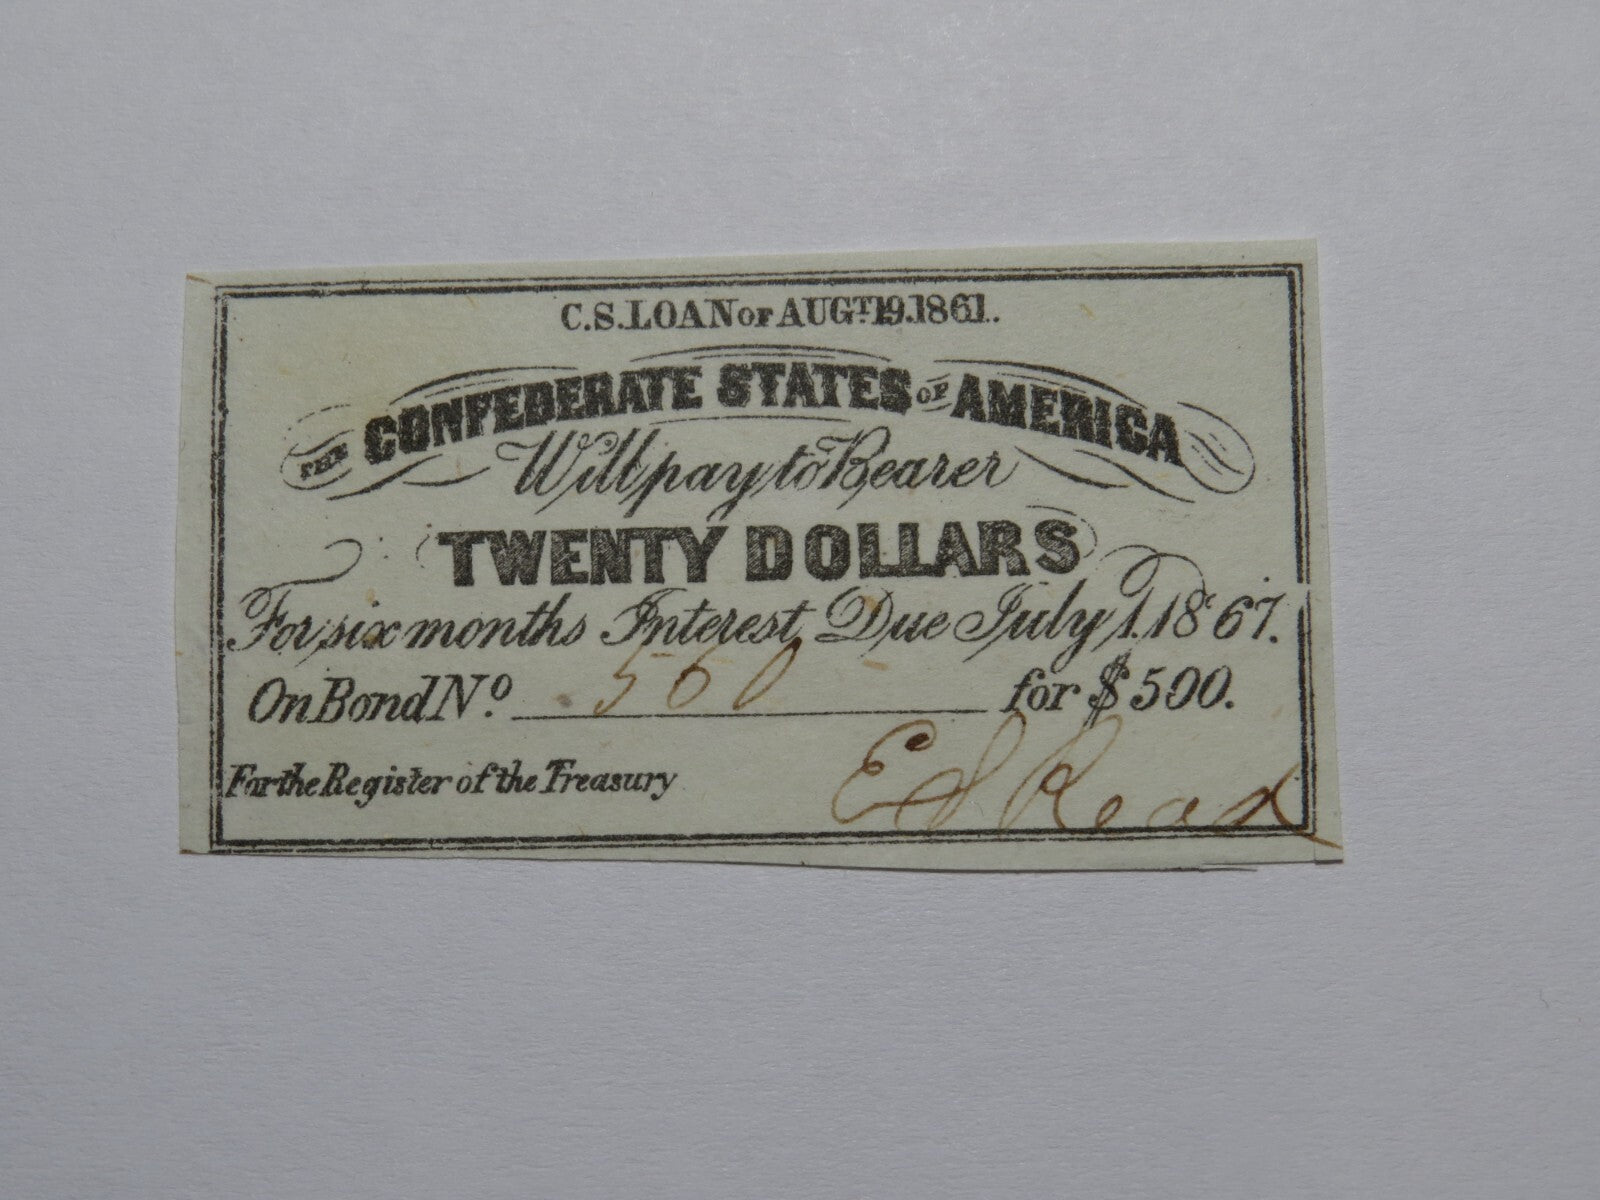 C.S. LOAN OF AUGT. 19. 1861.
THE CONFEDERATE STATES OF AMERICA
Will pay to Bearer
TWENTY DOLLARS
For six months Interest Due July 1. 1867.
On Bond No. 560 for $500.
For the Register of the Treasury E S Read